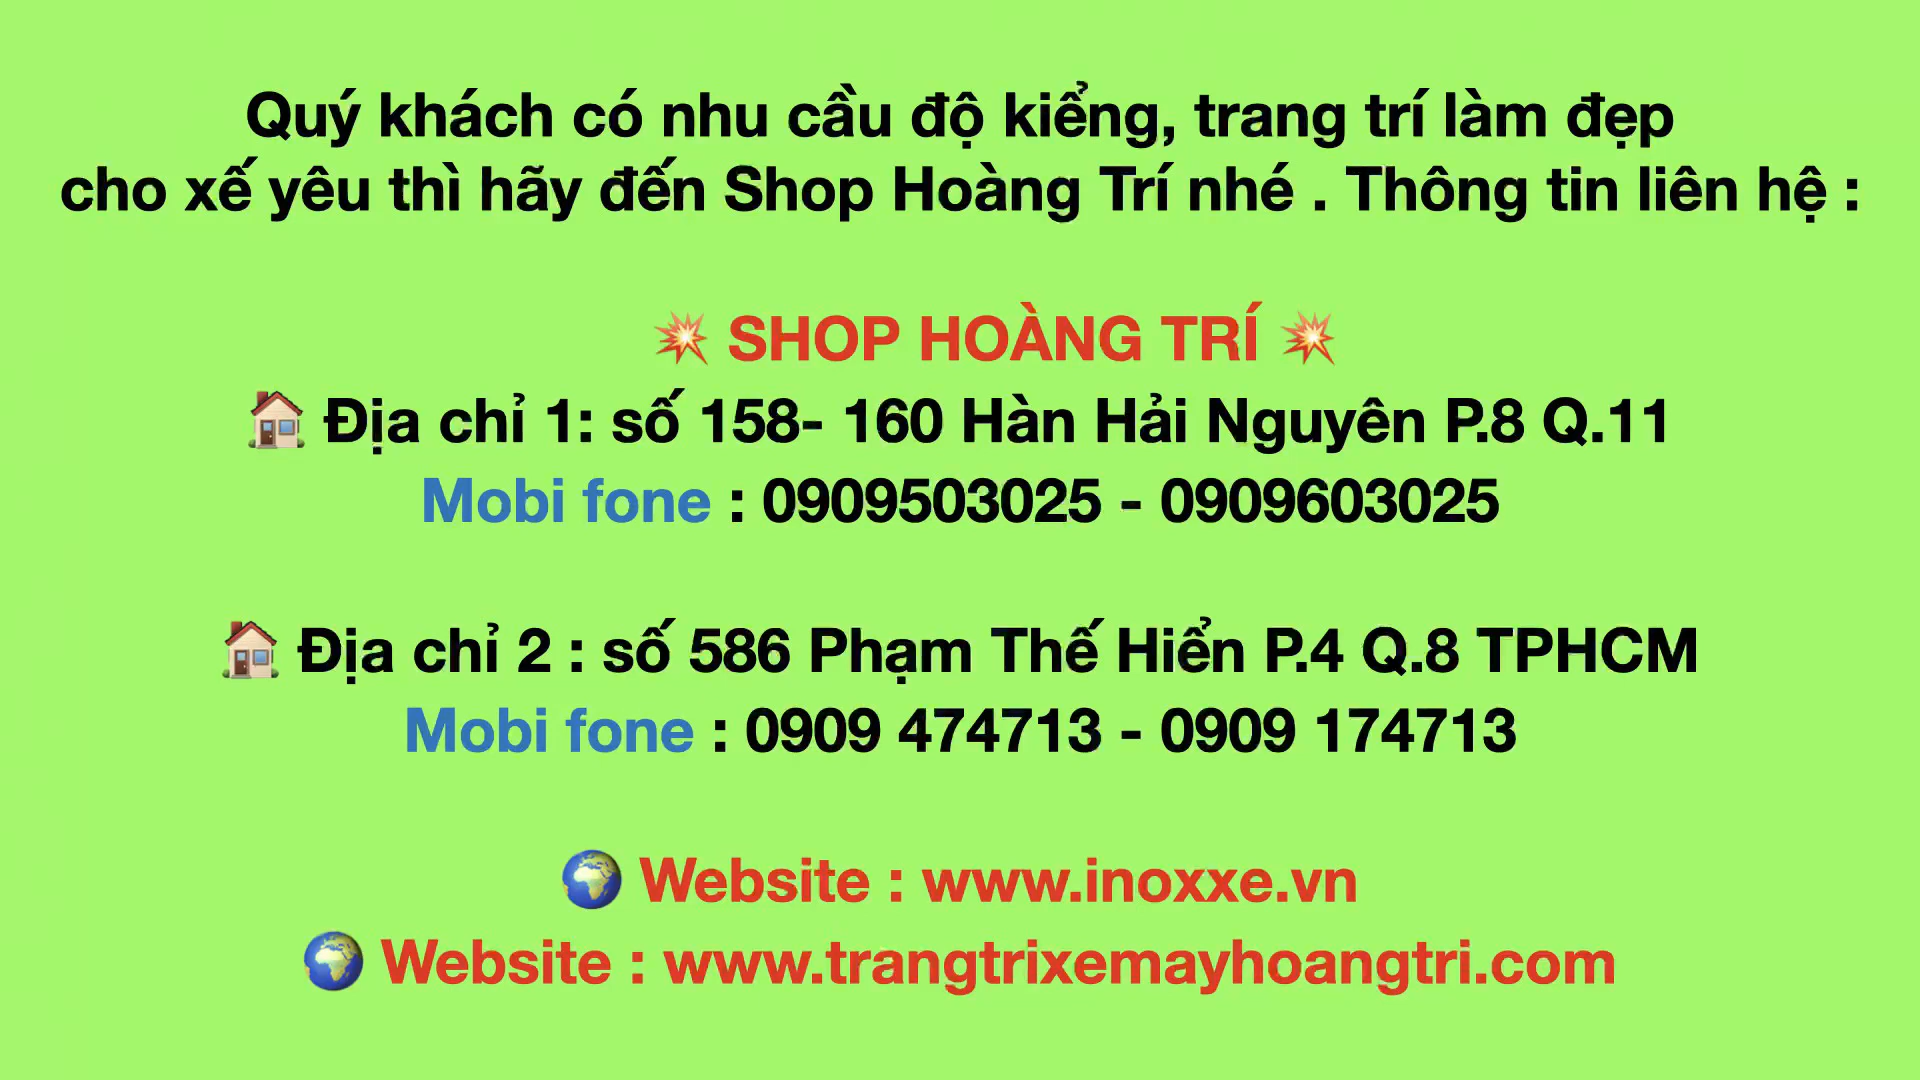 Quý khách có nhu cầu độ kiểng, trang trí làm đẹp
cho xế yêu thì hãy đến Shop Hoàng Trí nhé . Thông tin liên hệ :
💥 SHOP HOÀNG TRÍ 💥
🏠 Địa chỉ 1: số 158- 160 Hàn Hải Nguyên P.8 Q.11
Mobi fone : 0909503025 - 0909603025
🏠 Địa chỉ 2 : số 586 Phạm Thế Hiển P.4 Q.8 TPHCM
Mobi fone : 0909 474713 - 0909 174713
🌍 Website : www.inoxxe.vn
🌍 Website : www.trangtrixemayhoangtri.com